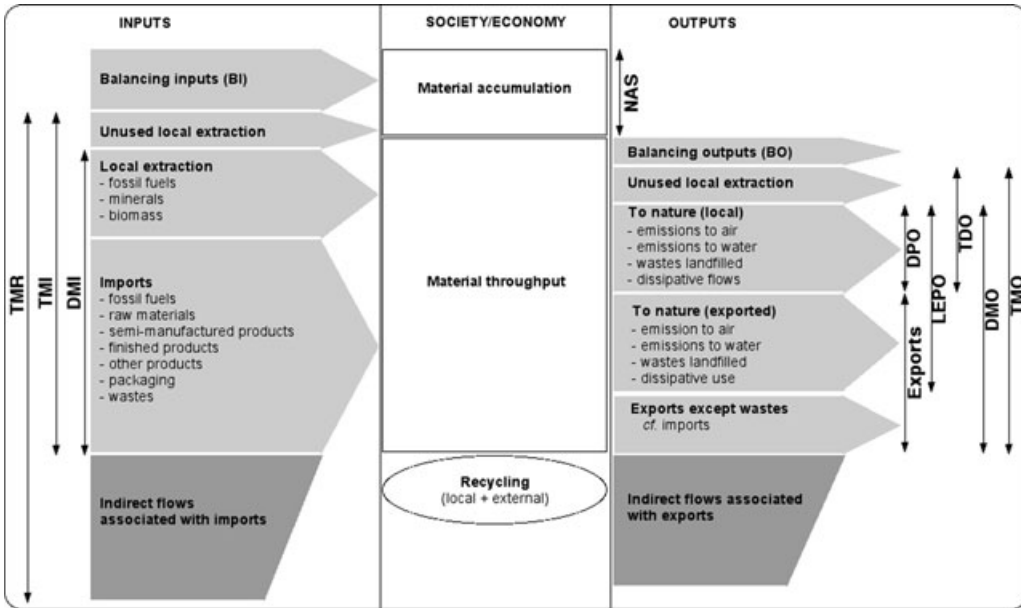 INPUTS
SOCIETY/ECONOMY
OUTPUTS
Balancing inputs (BI)
Unused local extraction
Local extraction
- fossil fuels
- minerals
- biomass
Imports
- fossil fuels
- raw materials
- semi-manufactured products
- finished products
- other products
- packaging
- wastes
Indirect flows
associated with imports
TMR
TMI
DMI
Material accumulation
Material throughput
Recycling
(local + external)
NAS
Balancing outputs (BO)
Unused local extraction
To nature (local)
- emissions to air
- emissions to water
- wastes landfilled
- dissipative flows
To nature (exported)
- emission to air
- emissions to water
- wastes landfilled
- dissipative use
Exports except wastes
cf. imports
Indirect flows associated
with exports
DPO
Exports
LEPO
TDO
DMO
TMO